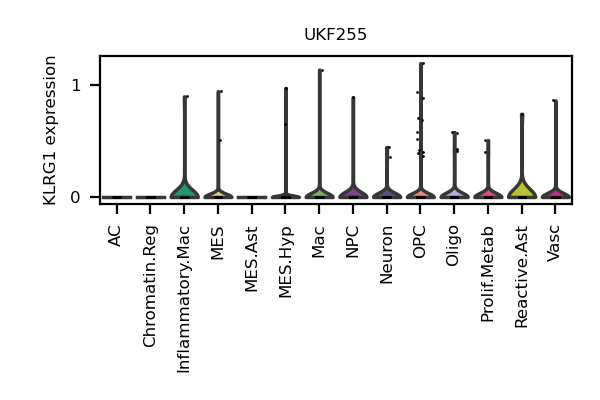 UKF255
KLRG1 expression
1
0
AC
Chromatin.Reg
Inflammatory.Mac
MES
MES.Ast
MES.Hyp
Mac
NPC
Neuron
OPC
Oligo
Prolif.Metab
Reactive.Ast
Vasc